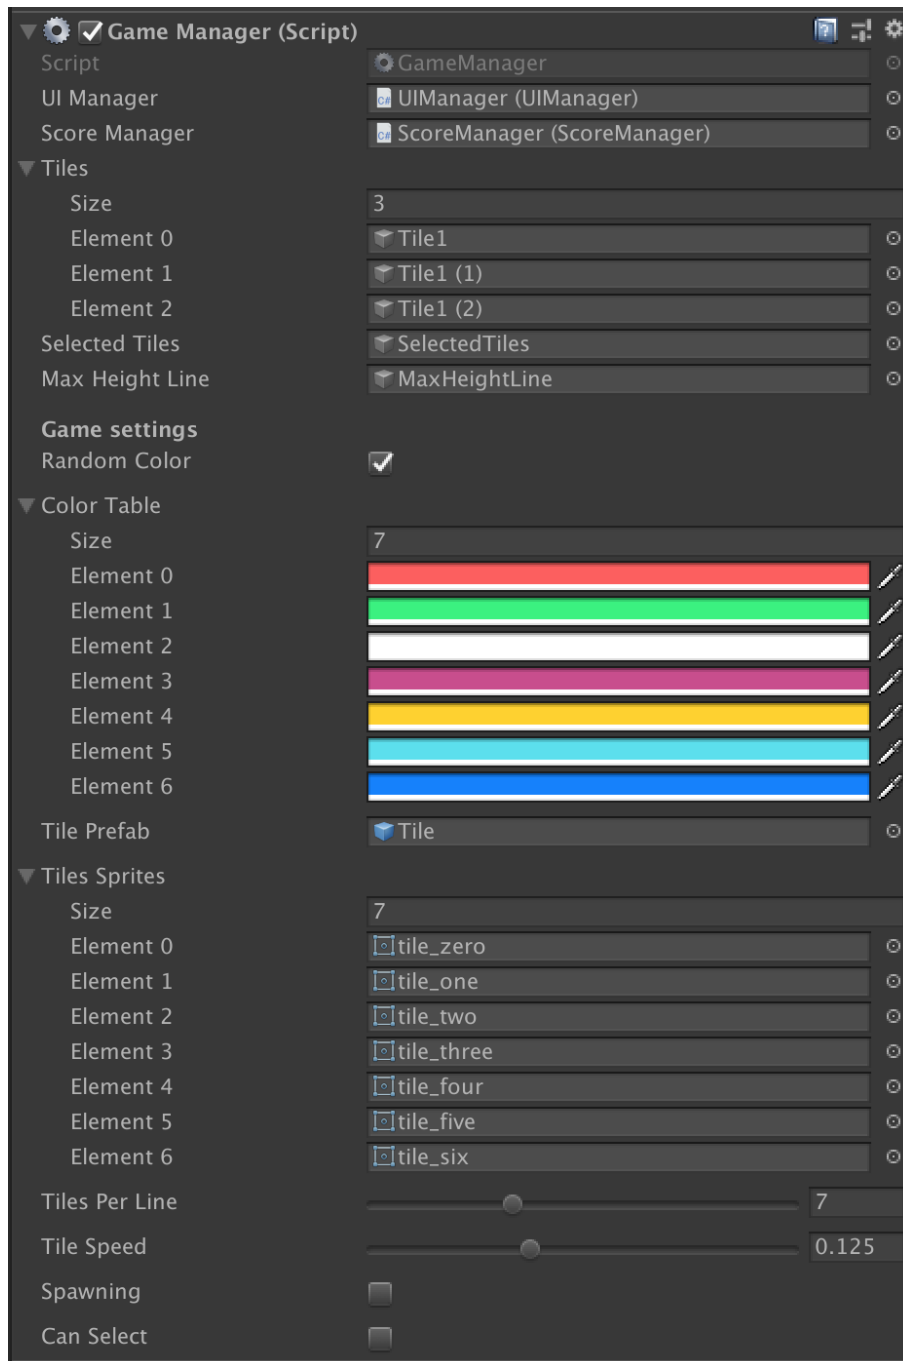 Game Manager (Script)
Script GameManager
UI Manager UIManager (UIManager)
Score Manager ScoreManager (ScoreManager)
Tiles
Size 3
Element 0 Tile1
Element 1 Tile1 (1)
Element 2 Tile1 (2)
Selected Tiles SelectedTiles
Max Height Line MaxHeightLine
Game settings
Random Color
Color Table
Size 7
Element 0
Element 1
Element 2
Element 3
Element 4
Element 5
Element 6
Tile Prefab Tile
Tiles Sprites
Size 7
Element 0 tile_zero
Element 1 tile_one
Element 2 tile_two
Element 3 tile_three
Element 4 tile_four
Element 5 tile_five
Element 6 tile_six
Tiles Per Line 7
Tile Speed 0.125
Spawning
Can Select